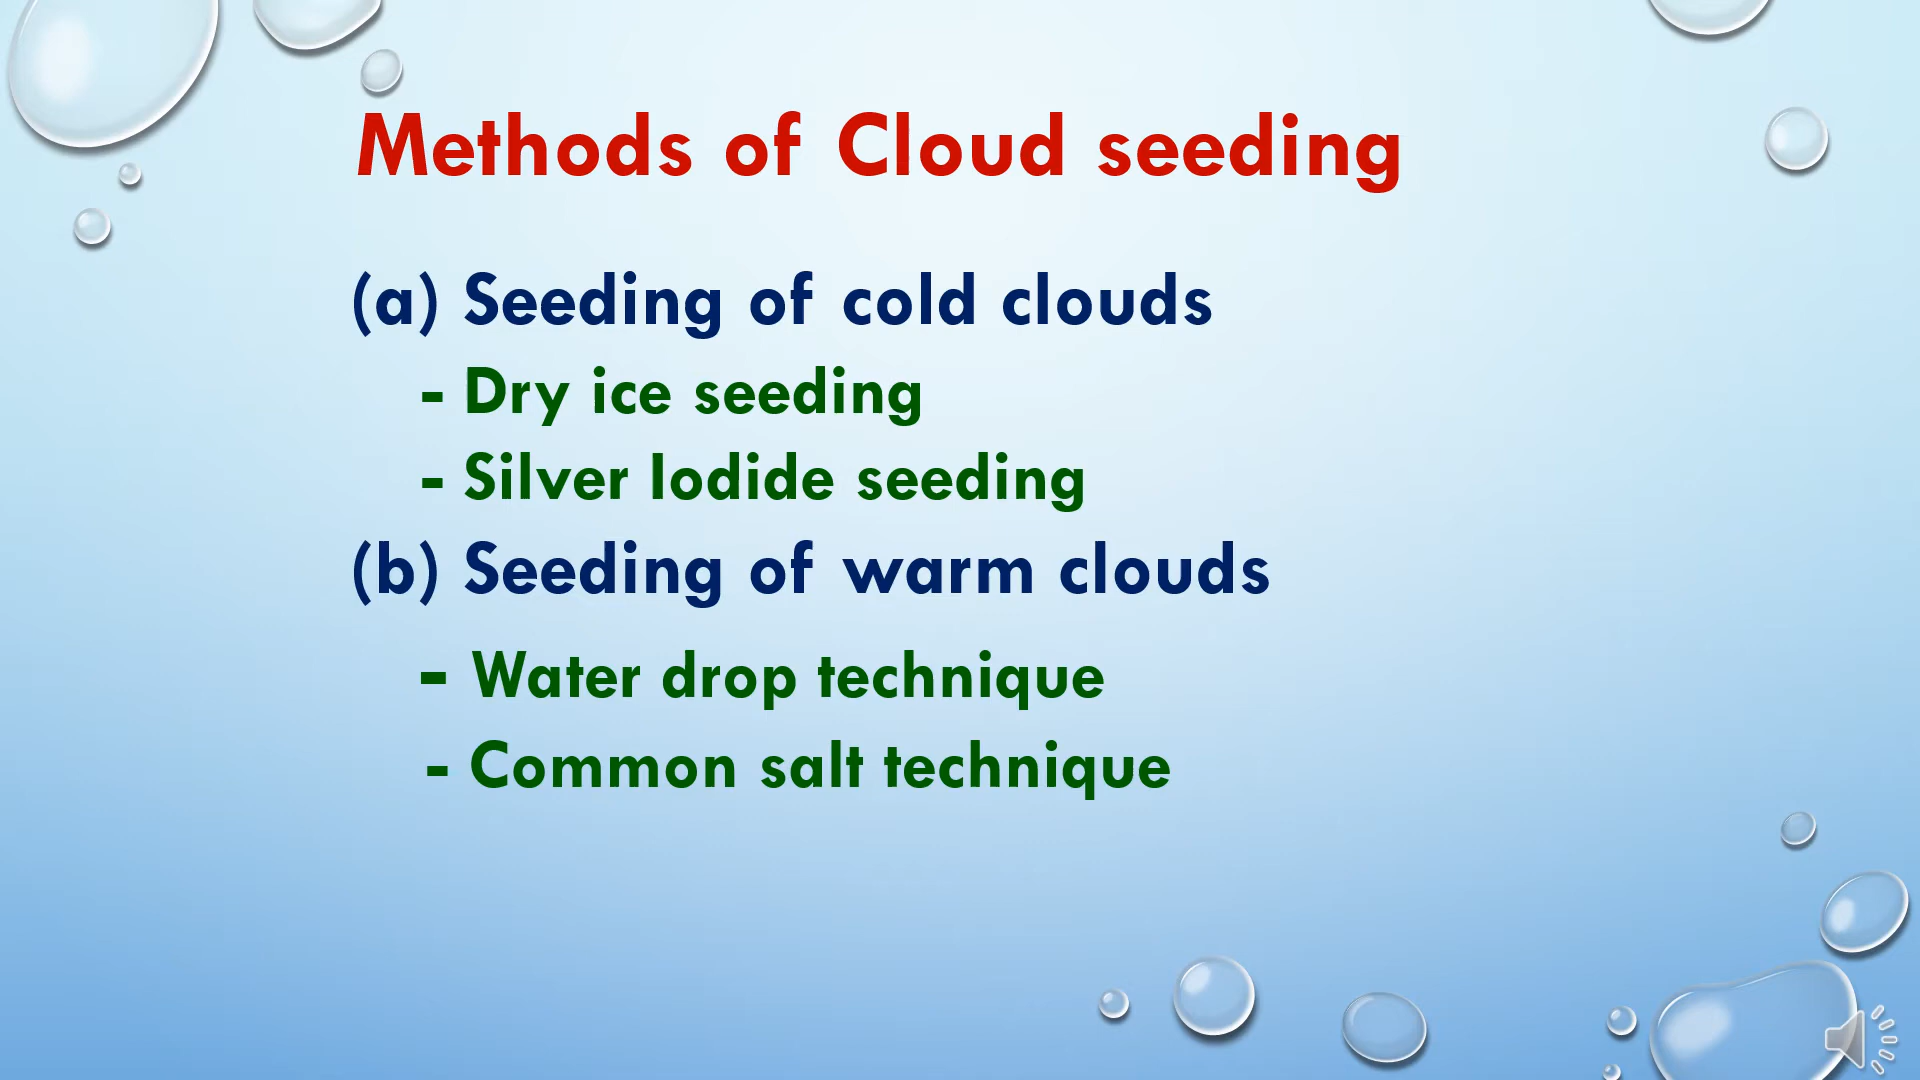 Methods of Cloud seeding
(a) Seeding of cold clouds
- Dry ice seeding
- Silver Iodide seeding
(b) Seeding of warm clouds
- Water drop technique
- Common salt technique